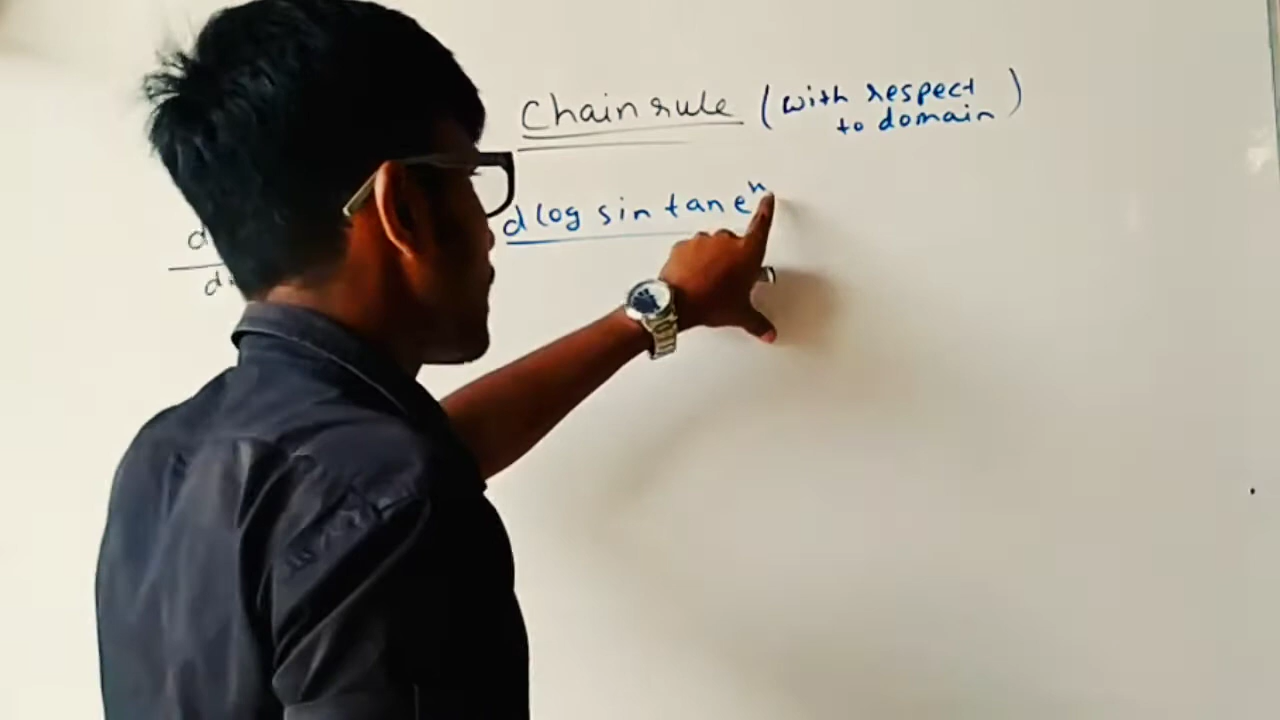 Chain rule (with respect
to domain)
d log sin tan e^x
d
d